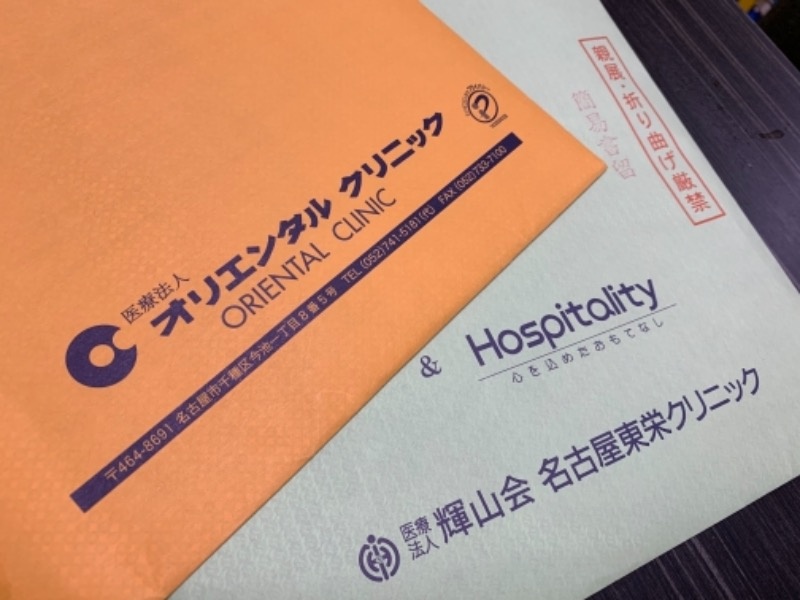 医療法人
オリエンタル クリニック
ORIENTAL CLINIC
〒464-8691 名古屋市千種区今池一丁目8番5号 TEL (052)741-5181(代) FAX (052)733-7100
親展・折り曲げ厳禁
簡易書留
& Hospitality
心を込めたおもてなし
医療
法人 輝山会 名古屋東栄クリニック